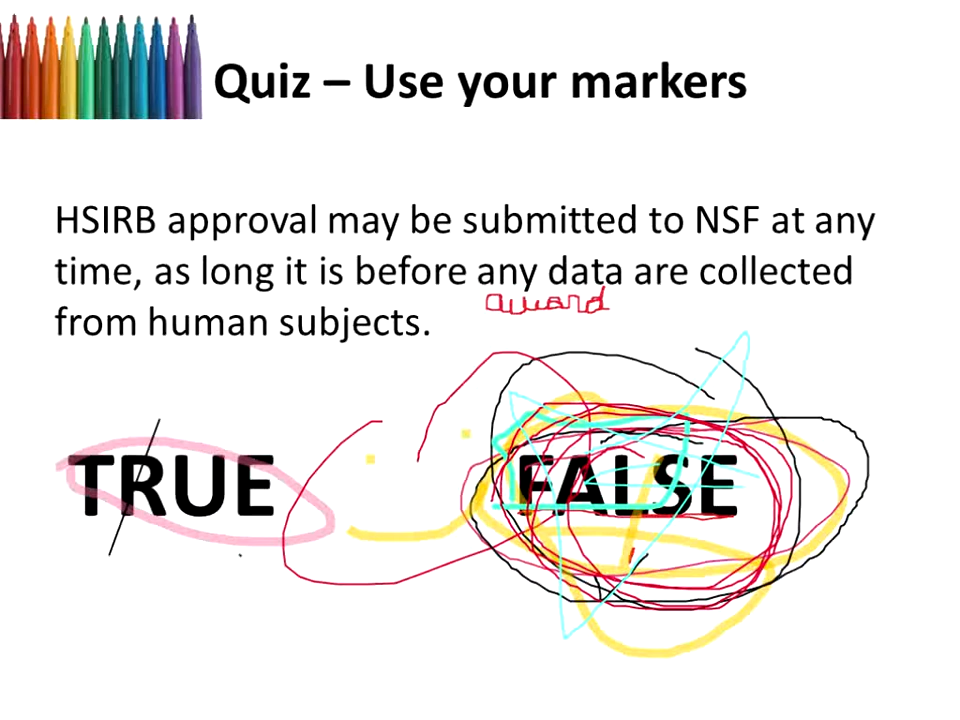 Quiz – Use your markers
HSIRB approval may be submitted to NSF at any
time, as long it is before any data are collected
award
from human subjects.
TRUE FALSE